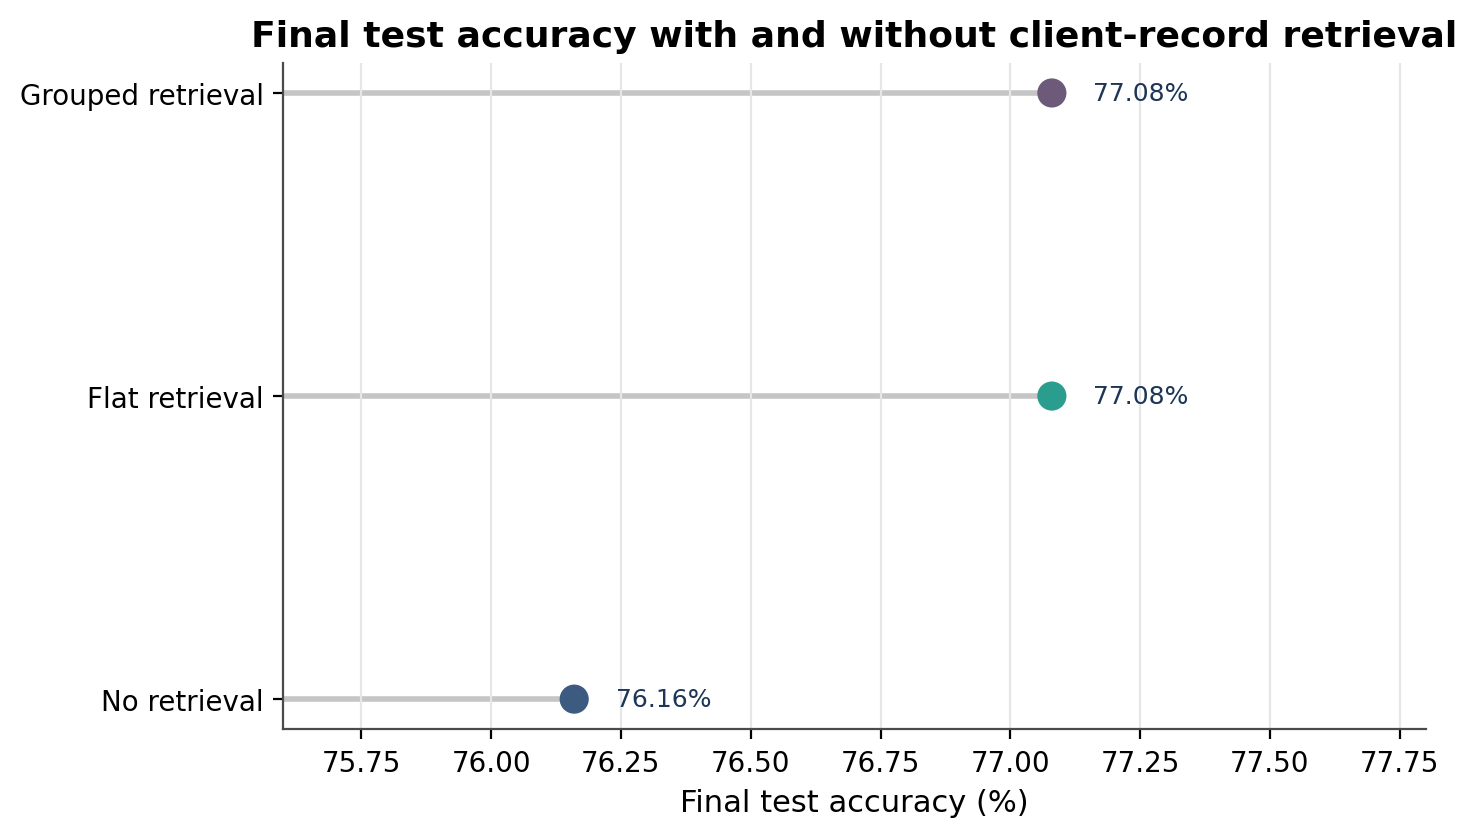 Final test accuracy with and without client-record retrieval
Grouped retrieval
77.08%
Flat retrieval
77.08%
No retrieval
76.16%
75.75 76.00 76.25 76.50 76.75 77.00 77.25 77.50 77.75
Final test accuracy (%)